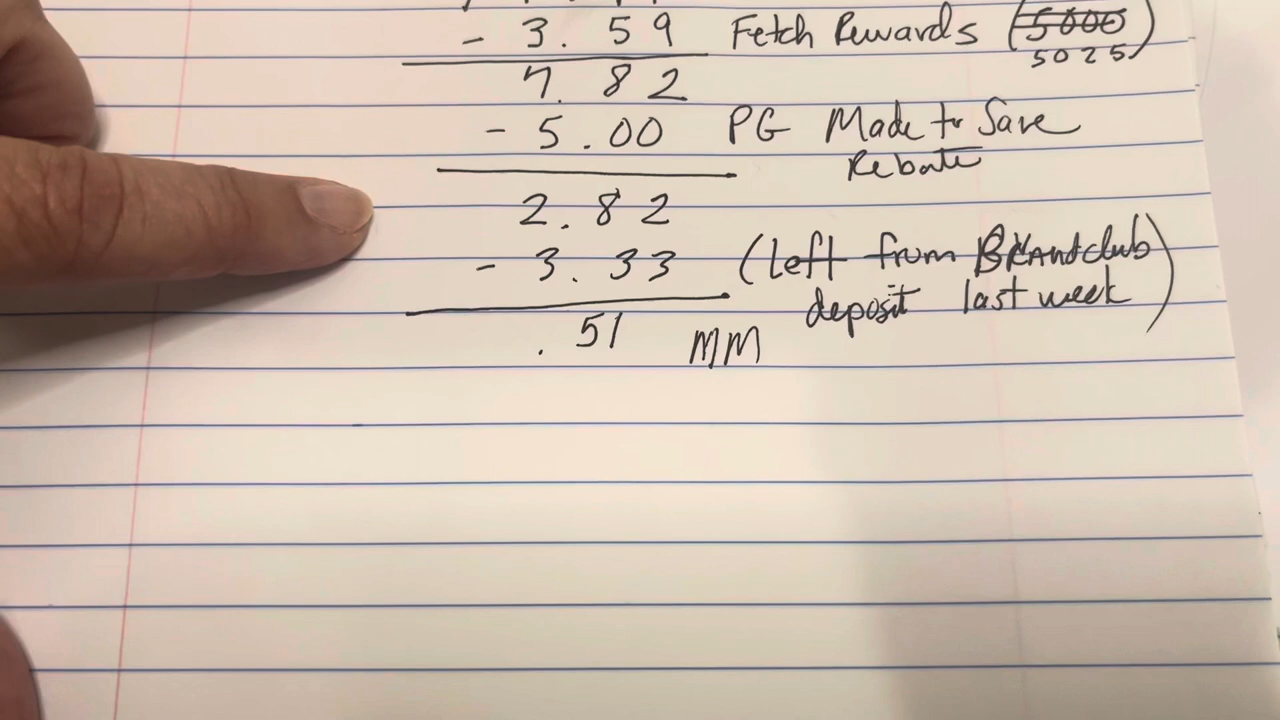 - 3.59 Fetch Rewards (5000)
5025
7.82
- 5.00 PG Made to Save
Rebate
2.82
- 3.33 (left from Brandclub
deposit last week)
.51 MM